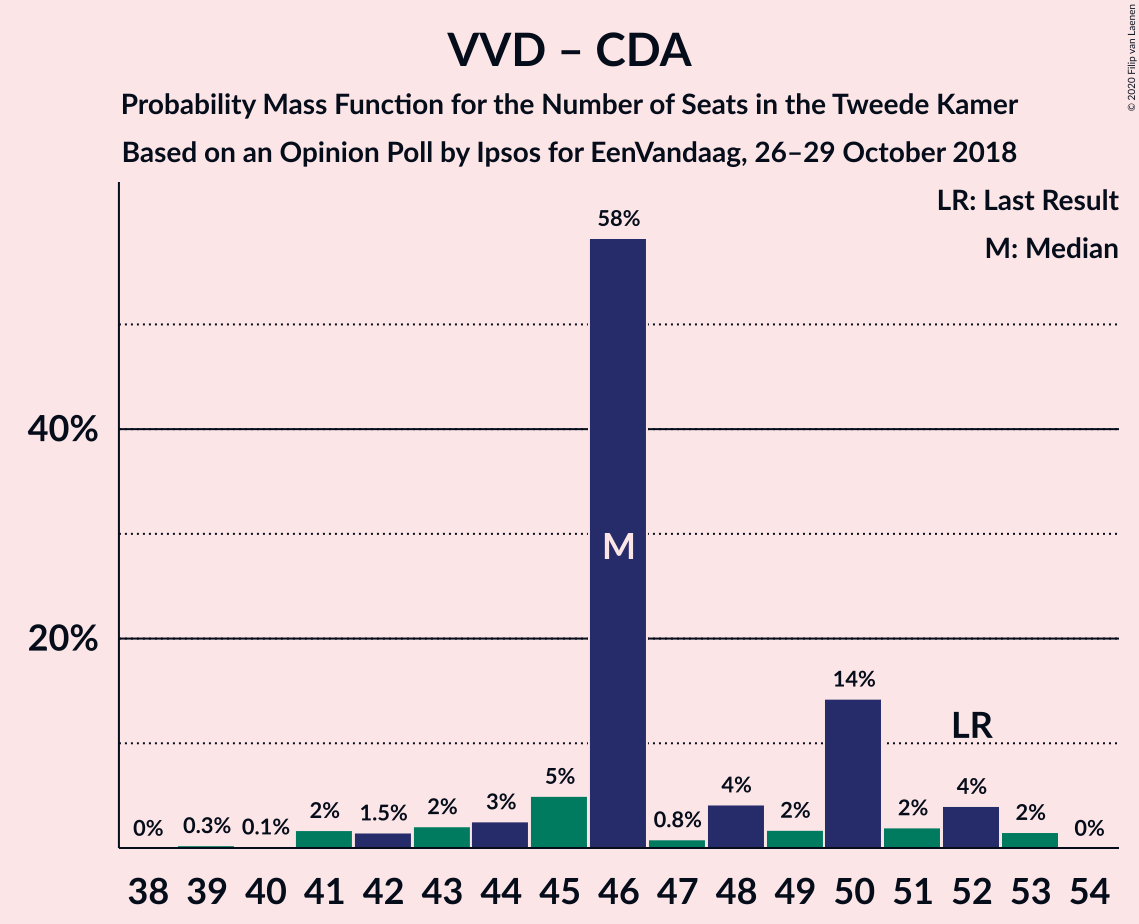 VVD – CDA
Probability Mass Function for the Number of Seats in the Tweede Kamer
Based on an Opinion Poll by Ipsos for EenVandaag, 26–29 October 2018
© 2020 Filip van Laenen
LR: Last Result
M: Median
58%
40%
M
20%
14%
LR
0%
0.3%
0.1%
2%
1.5%
2%
3%
5%
0.8%
4%
2%
2%
4%
2%
0%
38 39 40 41 42 43 44 45 46 47 48 49 50 51 52 53 54